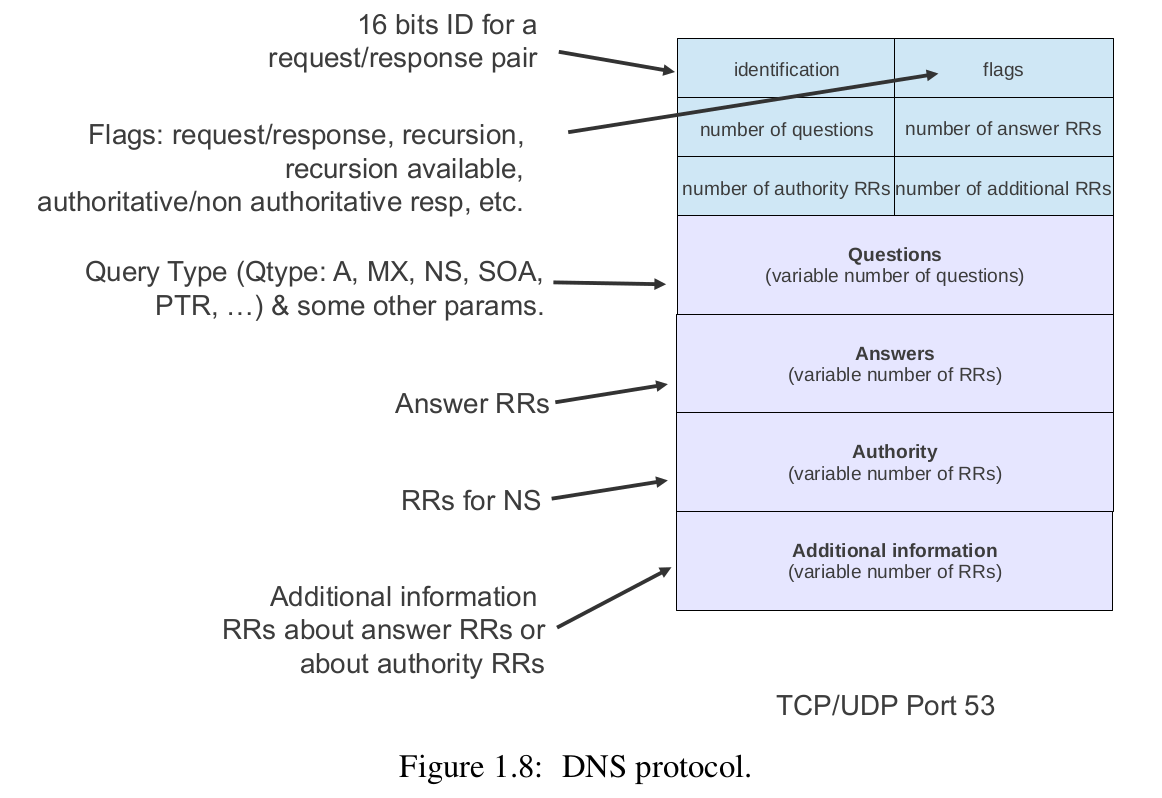 16 bits ID for a
request/response pair
identification
flags
Flags: request/response, recursion,
recursion available,
authoritative/non authoritative resp, etc.
number of questions
number of answer RRs
number of authority RRs
number of additional RRs
Query Type (Qtype: A, MX, NS, SOA,
PTR, …) & some other params.
Questions
(variable number of questions)
Answer RRs
Answers
(variable number of RRs)
RRs for NS
Authority
(variable number of RRs)
Additional information
RRs about answer RRs or
about authority RRs
Additional information
(variable number of RRs)
TCP/UDP Port 53
Figure 1.8: DNS protocol.